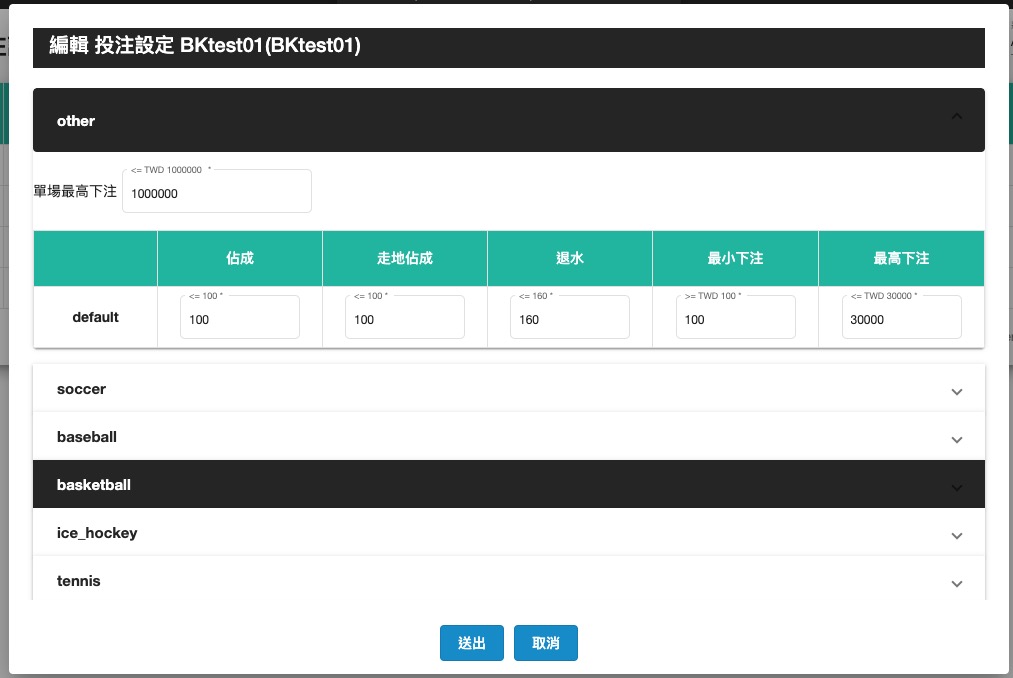 編輯 投注設定 BKtest01(BKtest01)
other
<= TWD 1000000 *
單場最高下注 1000000
佔成 走地佔成 退水 最小下注 最高下注
<= 100 * <= 100 * <= 160 * >= TWD 100 * <= TWD 30000 *
default 100 100 160 100 30000
soccer
baseball
basketball
ice_hockey
tennis
送出 取消